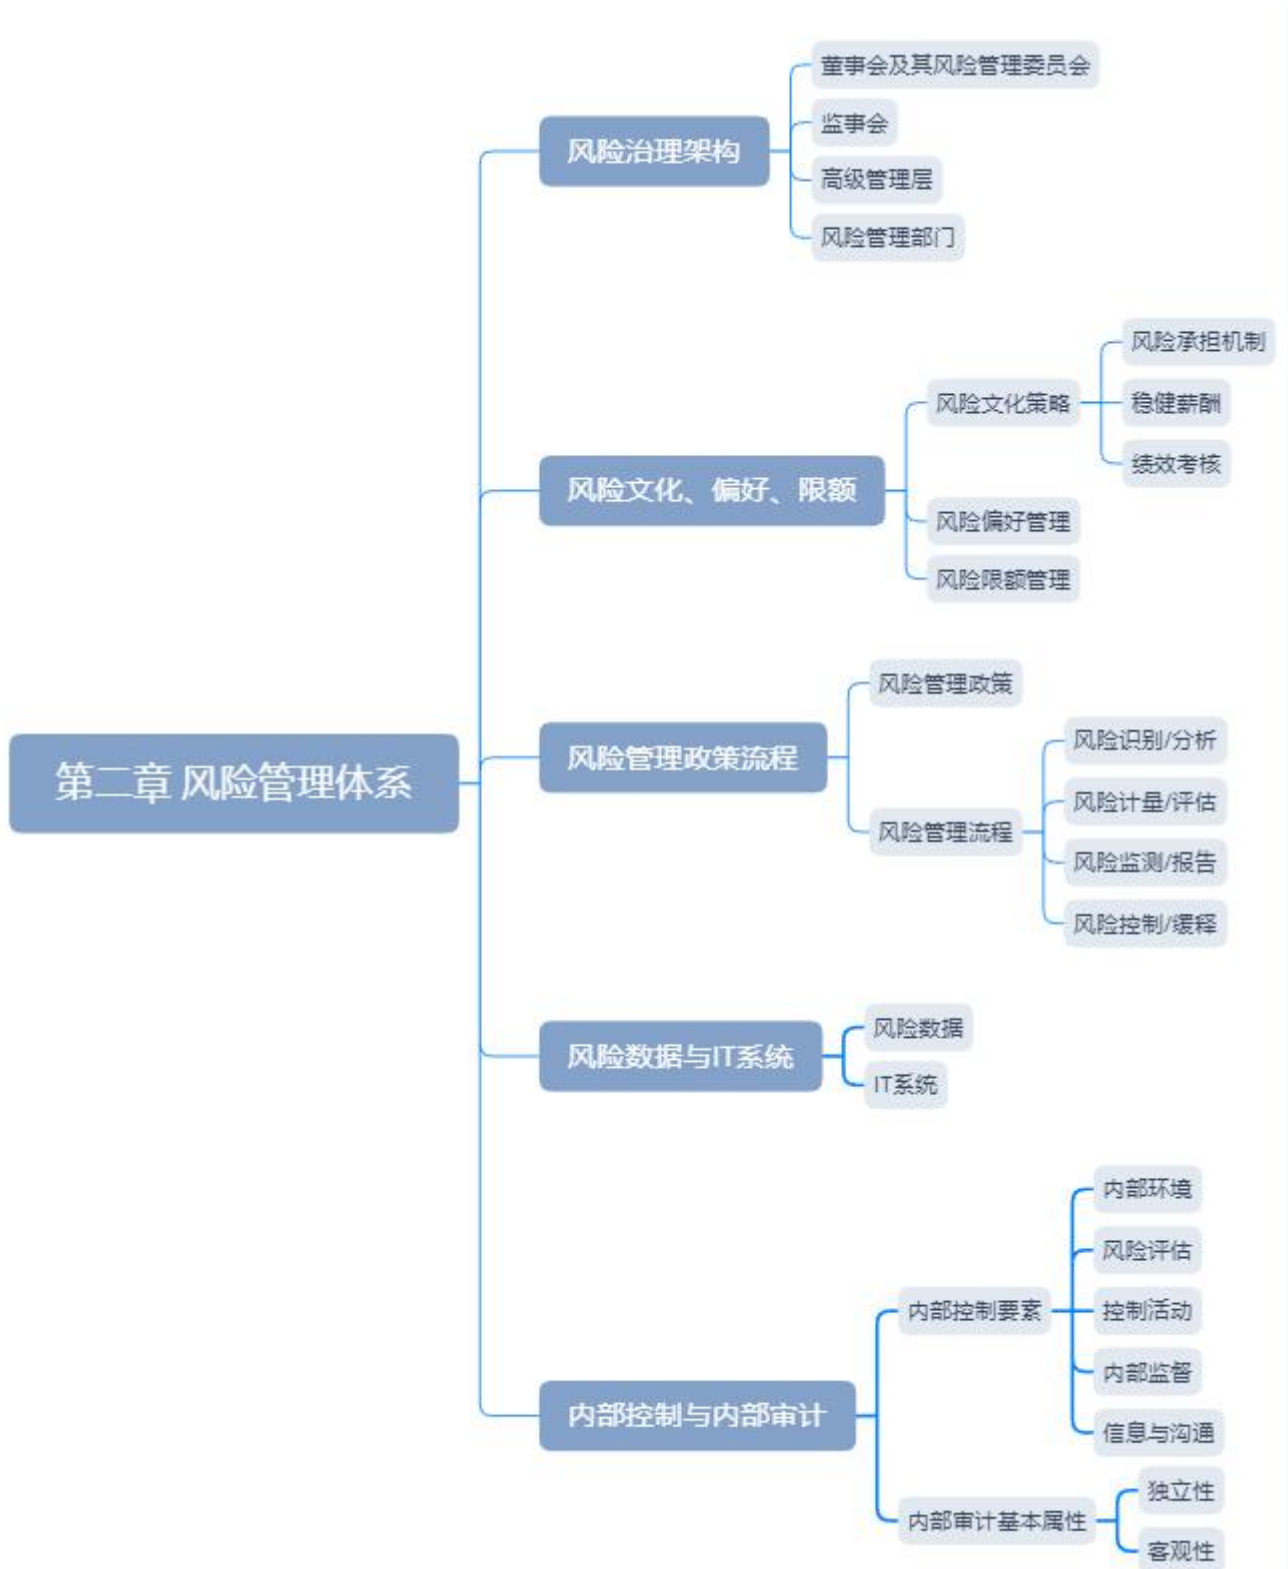 第二章 风险管理体系
风险治理架构
董事会及其风险管理委员会
监事会
高级管理层
风险管理部门
风险文化、偏好、限额
风险文化策略
风险承担机制
稳健薪酬
绩效考核
风险偏好管理
风险限额管理
风险管理政策流程
风险管理政策
风险管理流程
风险识别/分析
风险计量/评估
风险监测/报告
风险控制/缓释
风险数据与IT系统
风险数据
IT系统
内部控制与内部审计
内部控制要素
内部环境
风险评估
控制活动
内部监督
信息与沟通
内部审计基本属性
独立性
客观性